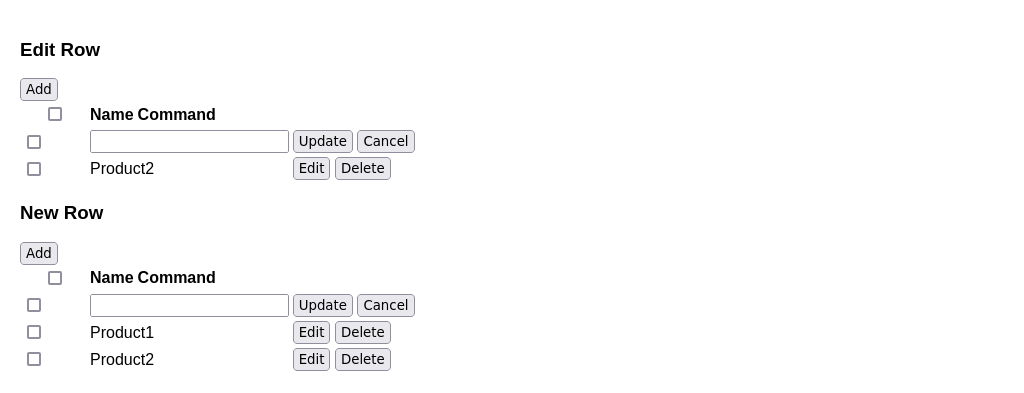 Edit Row
Add
Name Command
Update Cancel
Product2 Edit Delete
New Row
Add
Name Command
Update Cancel
Product1 Edit Delete
Product2 Edit Delete